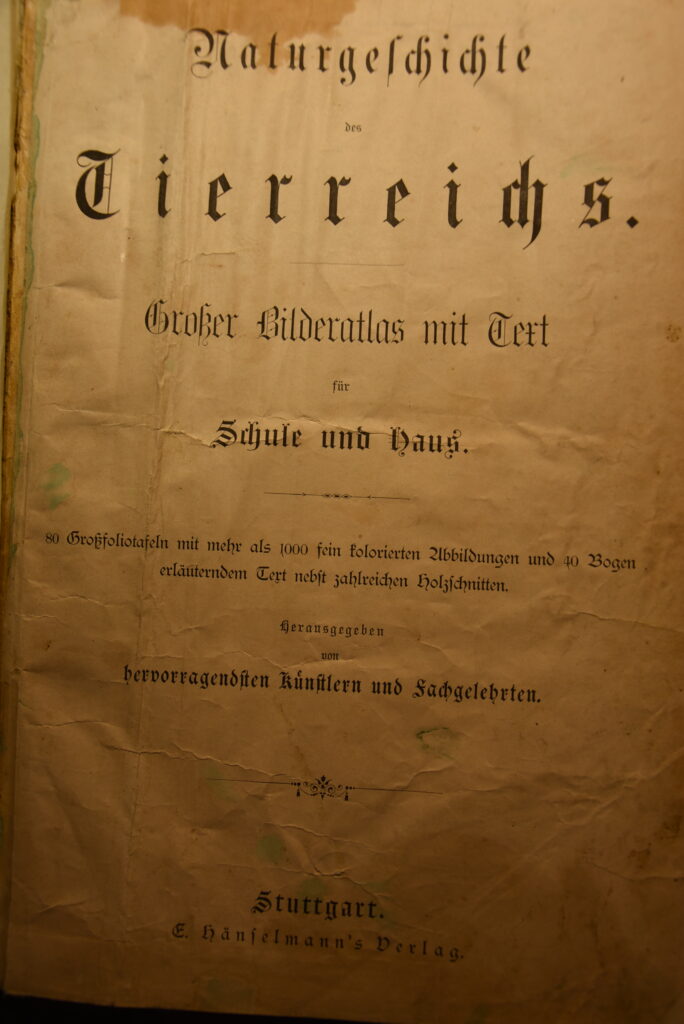 Naturgeſchichte
des
Tierreichs.
Großer Bilderatlas mit Text
für
Schule und Haus.
80 Großfoliotafeln mit mehr als 1000 fein kolorierten Abbildungen und 40 Bogen
erläuterndem Text nebſt zahlreichen Holzſchnitten.
Herausgegeben
von
hervorragendſten Künſtlern und Fachgelehrten.
Stuttgart.
E. Hänſelmann's Verlag.